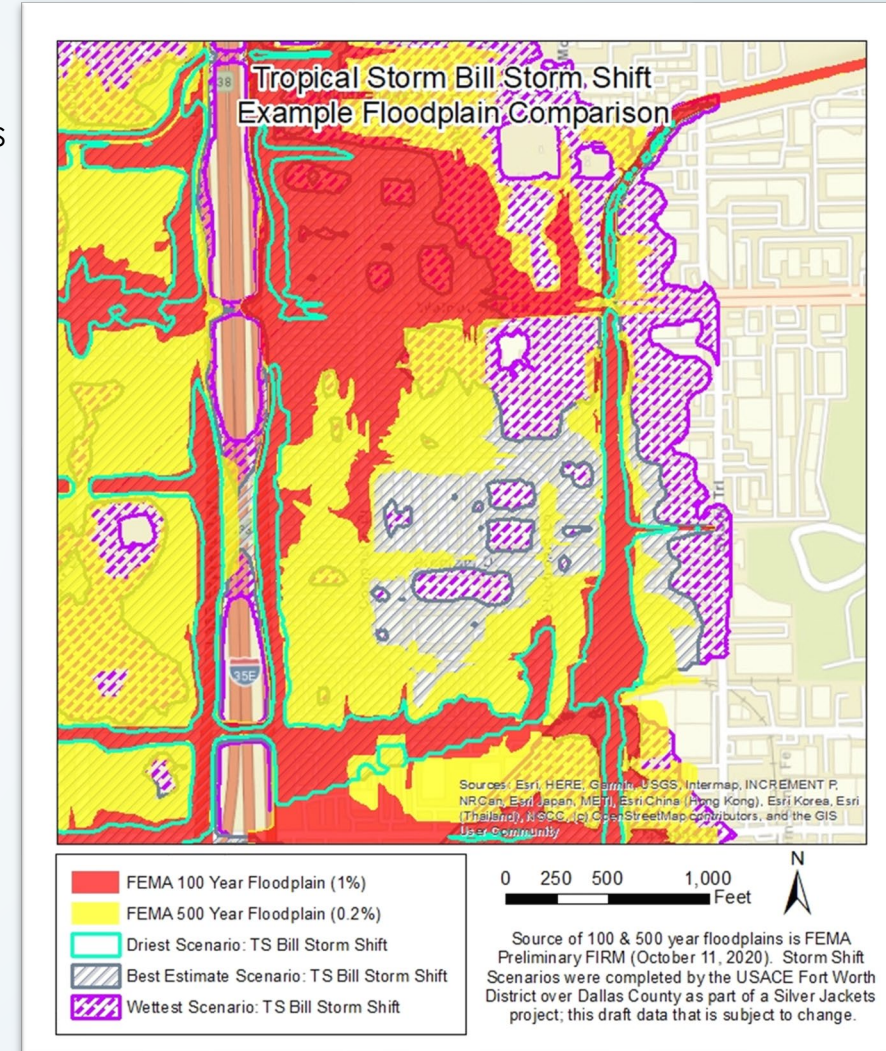 s
38
Tropical Storm Bill Storm Shift
Example Floodplain Comparison
35E
Sources: Esri, HERE, Garmin, USGS, Intermap, INCREMENT P,
NRCan, Esri Japan, METI, Esri China (Hong Kong), Esri Korea, Esri
(Thailand), NGCC, (c) OpenStreetMap contributors, and the GIS
User Community
FEMA 100 Year Floodplain (1%)
FEMA 500 Year Floodplain (0.2%)
Driest Scenario: TS Bill Storm Shift
Best Estimate Scenario: TS Bill Storm Shift
Wettest Scenario: TS Bill Storm Shift
N
0 250 500 1,000
Feet
Source of 100 & 500 year floodplains is FEMA
Preliminary FIRM (October 11, 2020). Storm Shift
Scenarios were completed by the USACE Fort Worth
District over Dallas County as part of a Silver Jackets
project; this draft data that is subject to change.